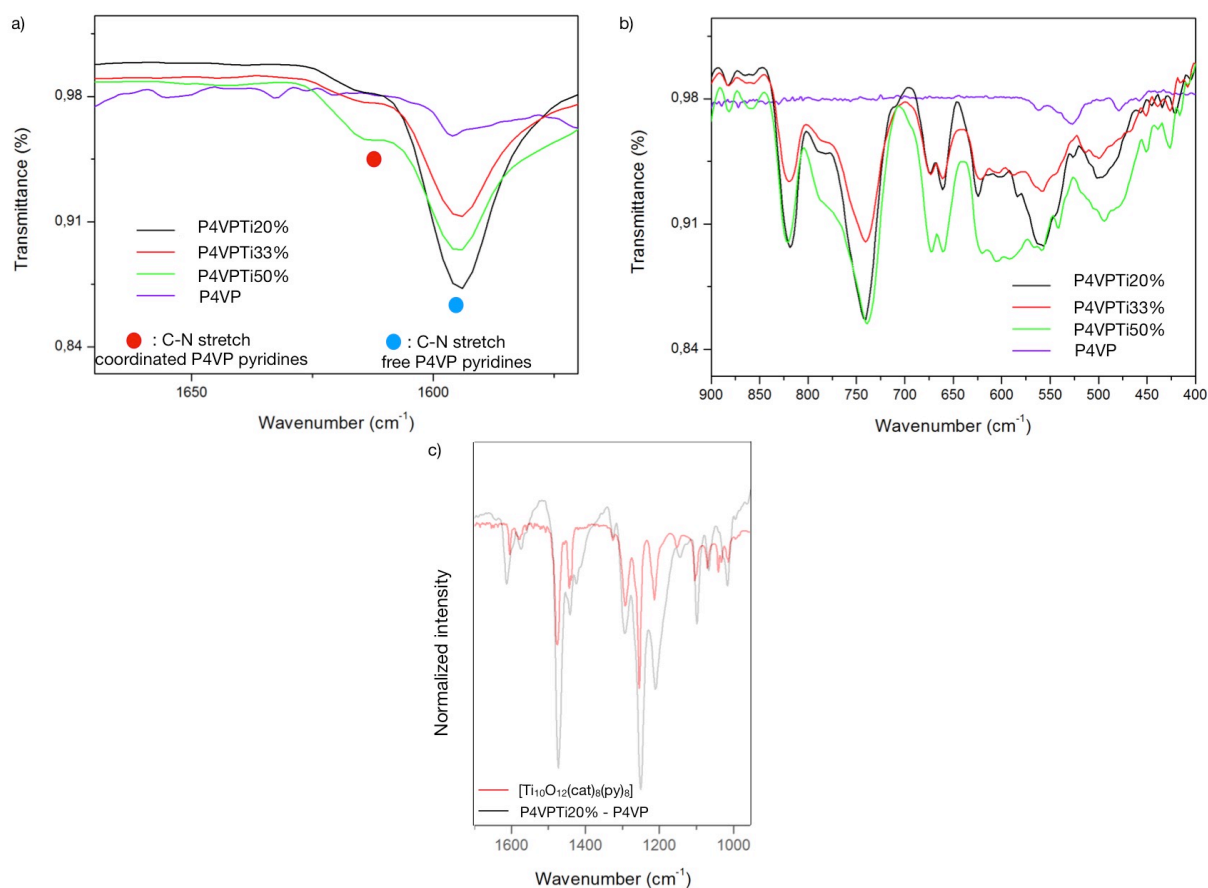 a)
Transmittance (%)
0,98
0,91
0,84
P4VPTi20%
P4VPTi33%
P4VPTi50%
P4VP
: C-N stretch
coordinated P4VP pyridines
: C-N stretch
free P4VP pyridines
1650
1600
Wavenumber (cm⁻¹)
b)
Transmittance (%)
0,98
0,91
0,84
P4VPTi20%
P4VPTi33%
P4VPTi50%
P4VP
900 850 800 750 700 650 600 550 500 450 400
Wavenumber (cm⁻¹)
c)
Normalized intensity
[Ti₁₀O₁₂(cat)₈(py)₈]
P4VPTi20% - P4VP
1600 1400 1200 1000
Wavenumber (cm⁻¹)